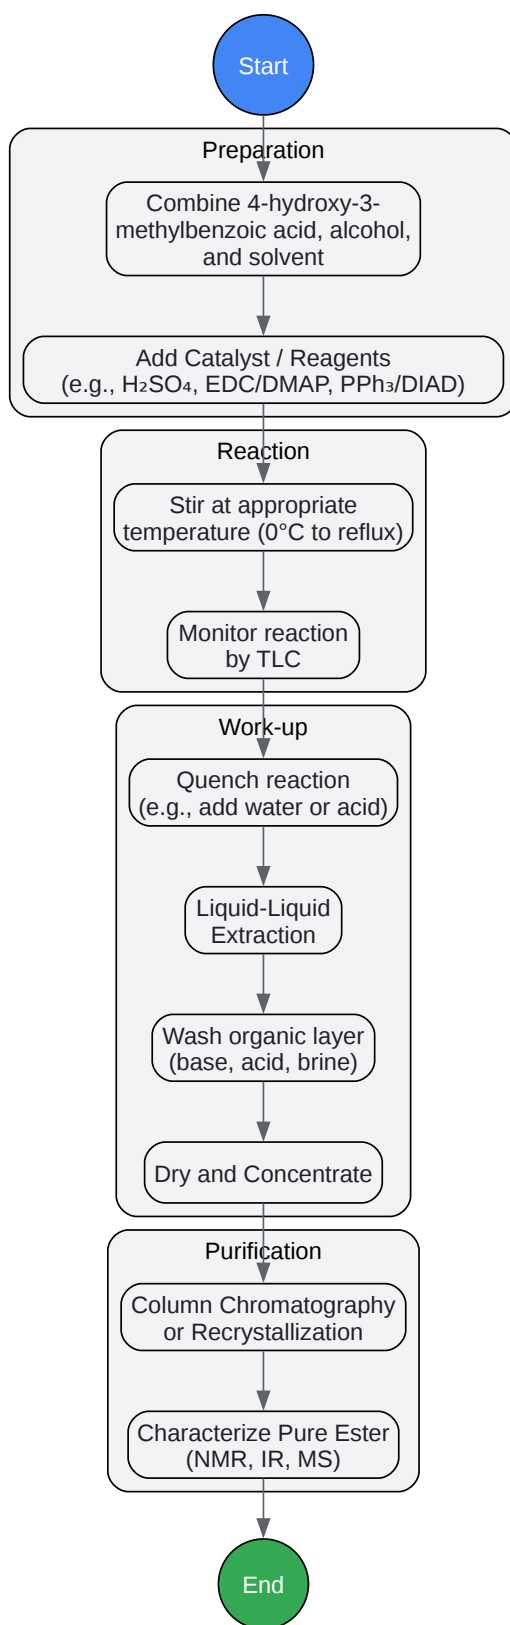 Start
Preparation
Combine 4-hydroxy-3-
methylbenzoic acid, alcohol,
and solvent
Add Catalyst / Reagents
(e.g., H₂SO₄, EDC/DMAP, PPh₃/DIAD)
Reaction
Stir at appropriate
temperature (0°C to reflux)
Monitor reaction
by TLC
Work-up
Quench reaction
(e.g., add water or acid)
Liquid-Liquid
Extraction
Wash organic layer
(base, acid, brine)
Dry and Concentrate
Purification
Column Chromatography
or Recrystallization
Characterize Pure Ester
(NMR, IR, MS)
End